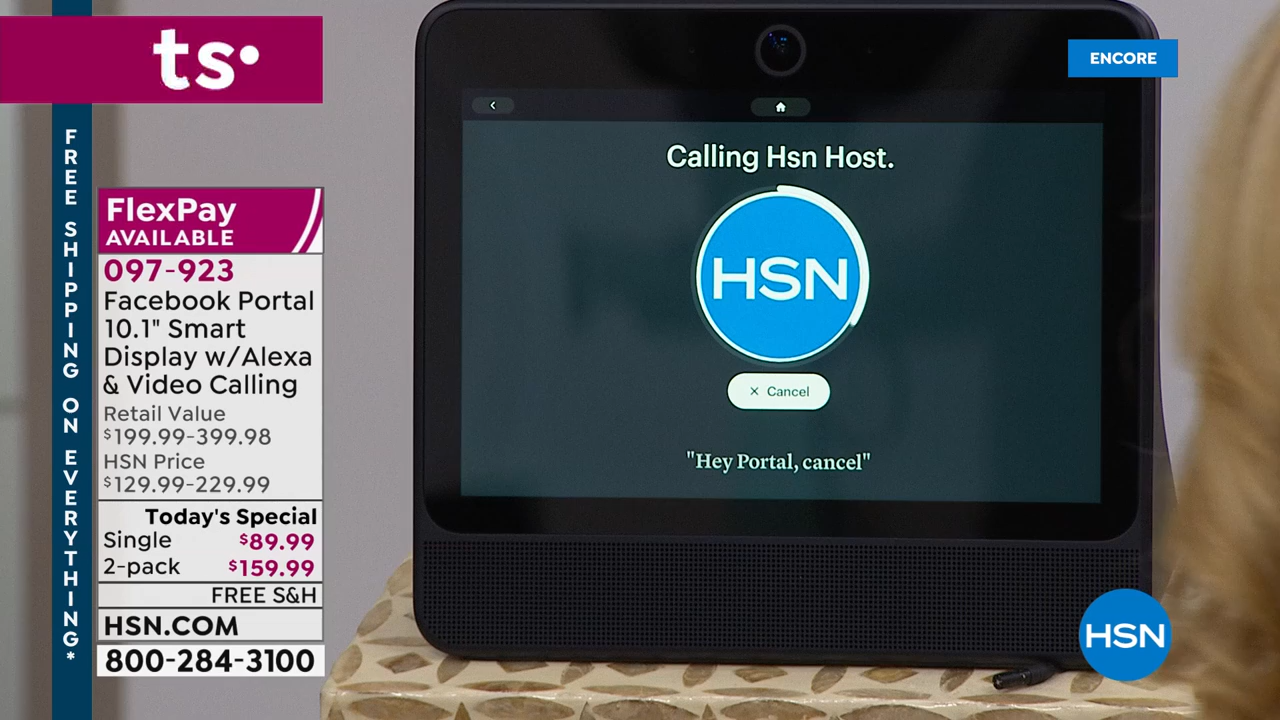 ts.
ENCORE
FREE SHIPPING ON EVERYTHING*
FlexPay
AVAILABLE
097-923
Facebook Portal
10.1" Smart
Display w/Alexa
& Video Calling
Retail Value
$199.99-399.98
HSN Price
$129.99-229.99
Today's Special
Single $89.99
2-pack $159.99
FREE S&H
HSN.COM
800-284-3100
Calling Hsn Host.
HSN
× Cancel
"Hey Portal, cancel"
HSN